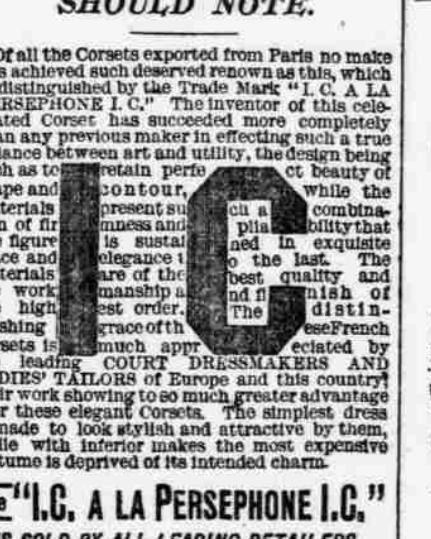 SHOULD NOTE.
Of all the Corsets exported from Paris no make
s achieved such deserved renown as this, which
distinguished by the Trade Mark "I. C. A LA
RSEPHONE I. C." The inventor of this cele-
ated Corset has succeeded more completely
an any previous maker in effecting such a true
iance between art and utility, the design being
h as to retain perfe ct beauty of
ape and contour, while the
terials present su ch a combina-
n of fir mness and plia bility that
e figure is sustai ned in exquisite
ce and elegance t o the last. The
terials are of the best quality and
work manship a nd fi nish of
high est order. The distin-
shing grace of th ese French
sets is much appr eciated by
leading COURT DRESSMAKERS AND
DIES' TAILORS of Europe and this country
ir work showing to so much greater advantage
r these elegant Corsets. The simplest dress
made to look stylish and attractive by them,
ile with inferior makes the most expensive
tume is deprived of its intended charm.
I C
"I.C. A LA PERSEPHONE I.C."
SOLD BY ALL LEADING RETAILERS